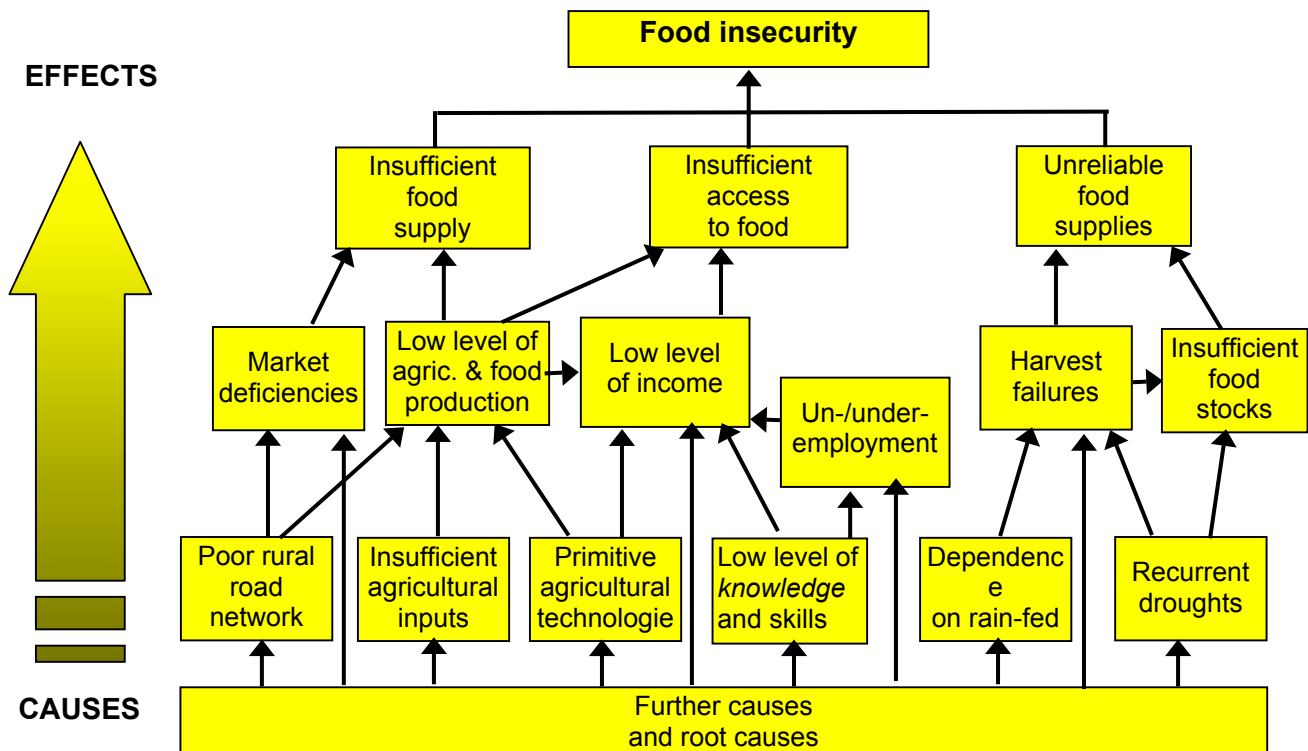 Food insecurity
EFFECTS
Insufficient
food
supply
Insufficient
access
to food
Unreliable
food
supplies
Market
deficiencies
Low level of
agric. & food
production
Low level
of income
Un-/under-
employment
Harvest
failures
Insufficient
food
stocks
Poor rural
road
network
Insufficient
agricultural
inputs
Primitive
agricultural
technologie
Low level of
knowledge
and skills
Dependenc
e
on rain-fed
Recurrent
droughts
CAUSES
Further causes
and root causes